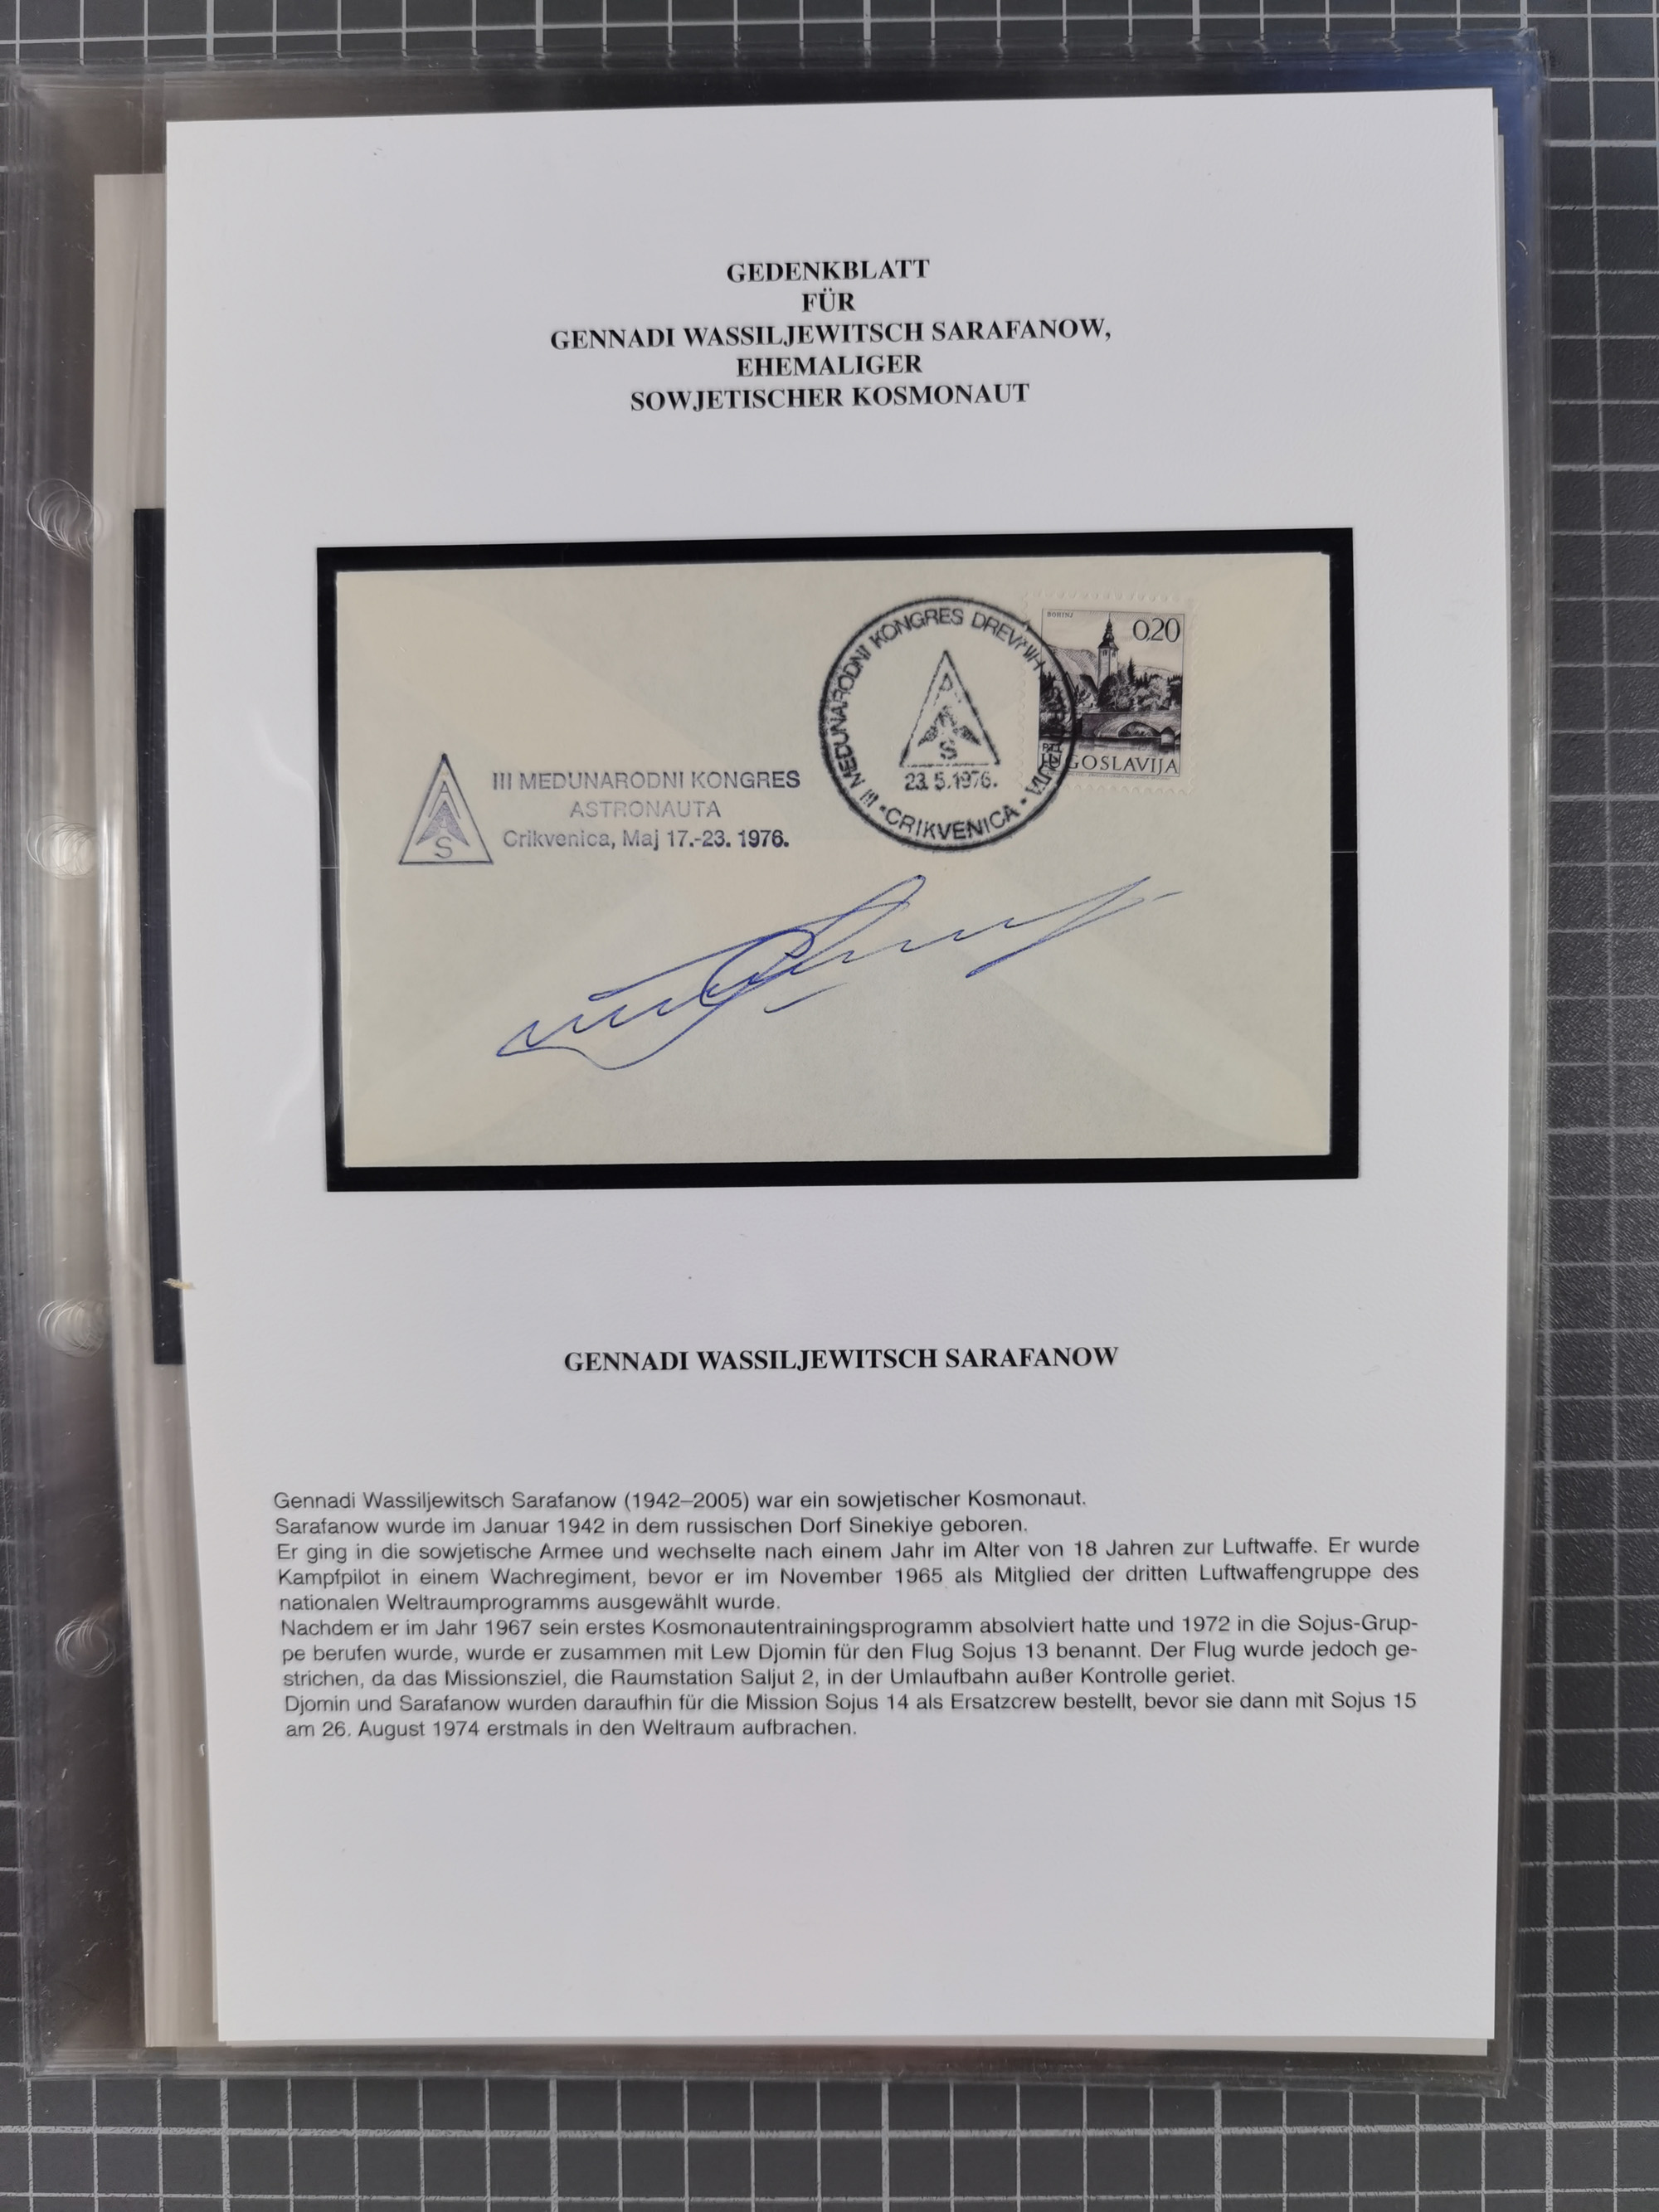 GEDENKBLATT
FÜR
GENNADI WASSILJEWITSCH SARAFANOW,
EHEMALIGER
SOWJETISCHER KOSMONAUT
BOHINJ
0,20
PTT
JUGOSLAVIJA
III MEĐUNARODNI KONGRES DREVNIH
• CRIKVENICA •
A
S
23.5.1976.
III MEDUNARODNI KONGRES
ASTRONAUTA
Crikvenica, Maj 17.-23. 1976.
A
A
S
GENNADI WASSILJEWITSCH SARAFANOW
Gennadi Wassiljewitsch Sarafanow (1942–2005) war ein sowjetischer Kosmonaut.
Sarafanow wurde im Januar 1942 in dem russischen Dorf Sinekiye geboren.
Er ging in die sowjetische Armee und wechselte nach einem Jahr im Alter von 18 Jahren zur Luftwaffe. Er wurde
Kampfpilot in einem Wachregiment, bevor er im November 1965 als Mitglied der dritten Luftwaffengruppe des
nationalen Weltraumprogramms ausgewählt wurde.
Nachdem er im Jahr 1967 sein erstes Kosmonautentrainingsprogramm absolviert hatte und 1972 in die Sojus-Grup-
pe berufen wurde, wurde er zusammen mit Lew Djomin für den Flug Sojus 13 benannt. Der Flug wurde jedoch ge-
strichen, da das Missionsziel, die Raumstation Saljut 2, in der Umlaufbahn außer Kontrolle geriet.
Djomin und Sarafanow wurden daraufhin für die Mission Sojus 14 als Ersatzcrew bestellt, bevor sie dann mit Sojus 15
am 26. August 1974 erstmals in den Weltraum aufbrachen.